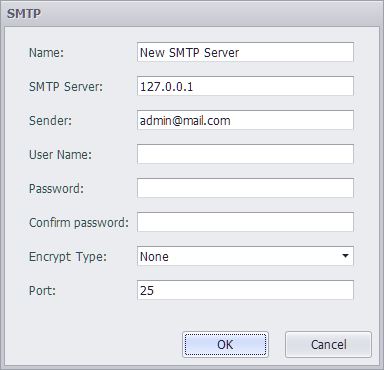 SMTP
Name: New SMTP Server
SMTP Server: 127.0.0.1
Sender: admin@mail.com
User Name:
Password:
Confirm password:
Encrypt Type: None
Port: 25
OK Cancel